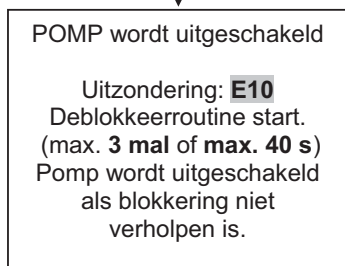 POMP wordt uitgeschakeld
Uitzondering: E10
Deblokkeerroutine start.
(max. 3 mal of max. 40 s)
Pomp wordt uitgeschakeld
als blokkering niet
verholpen is.